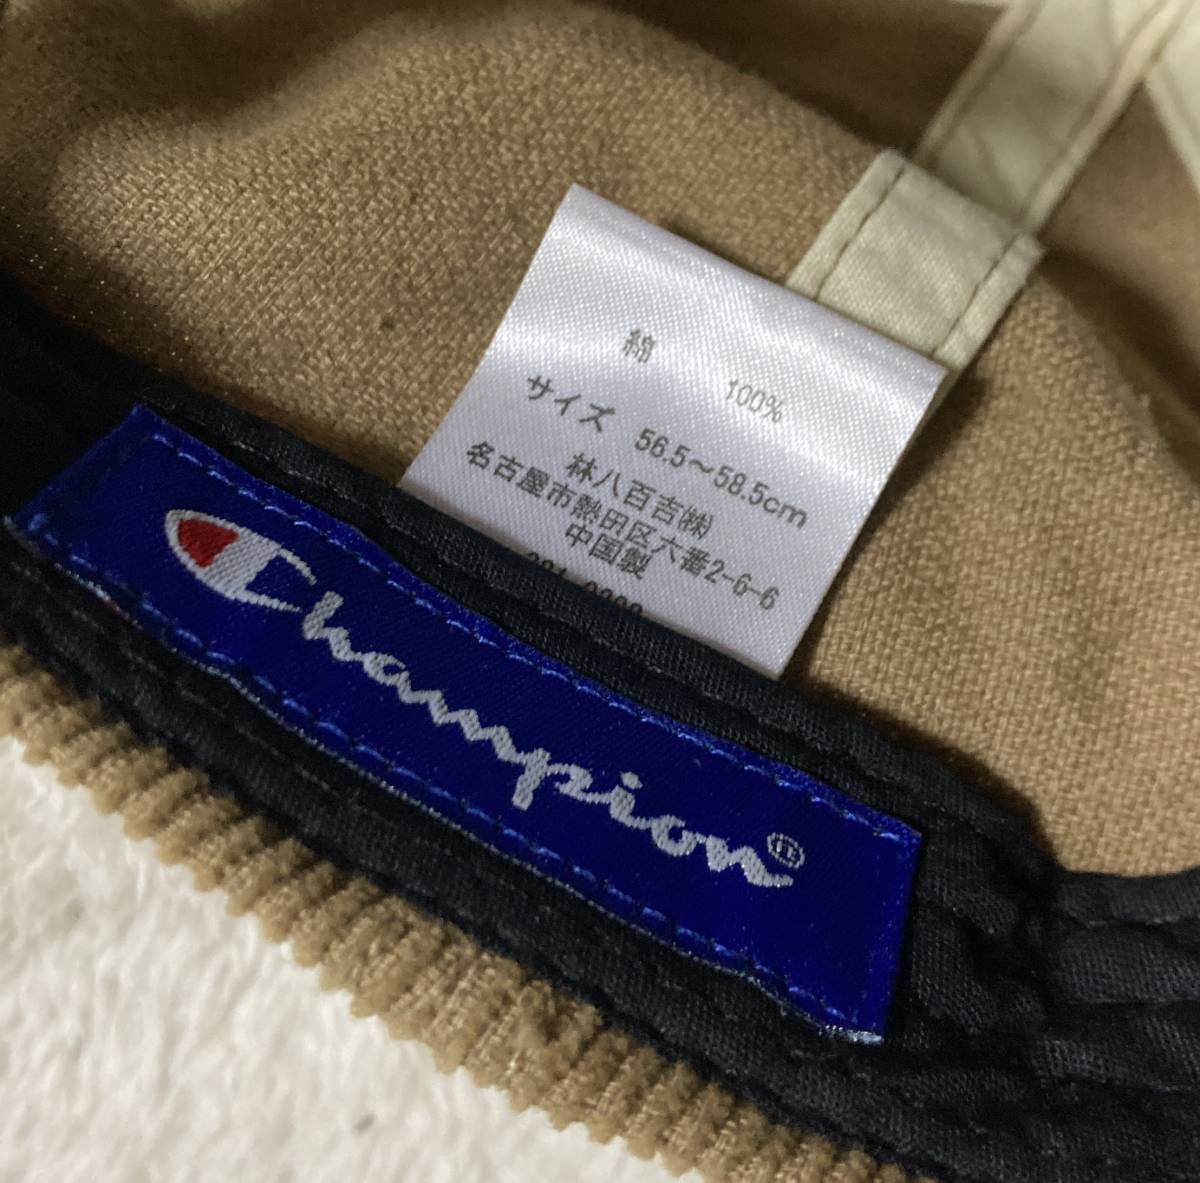 綿 100%
サイズ 56.5～58.5cm
林八百吉㈱
名古屋市熱田区六番2-6-6
中国製
Champion®